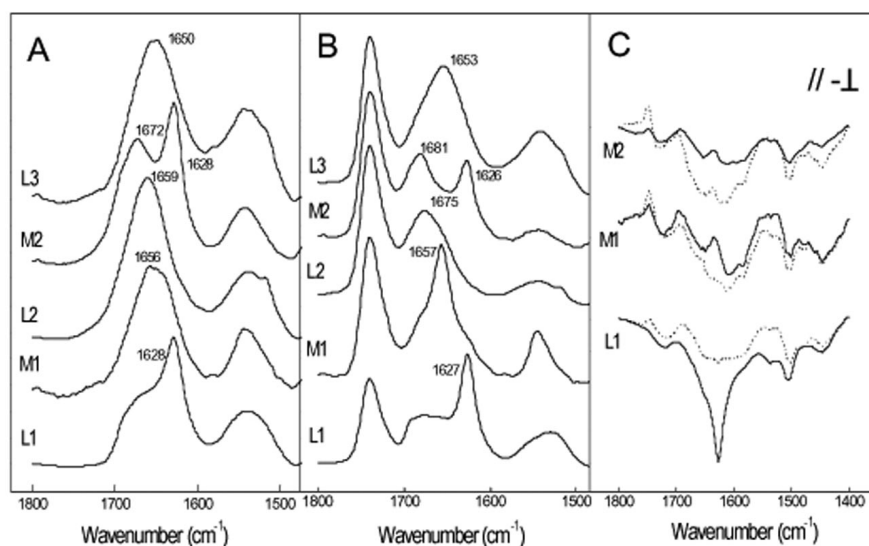 A
1650
1672
1628
L3
1659
M2
1656
L2
M1
1628
L1
1800
1700
1600
1500
Wavenumber (cm-1)
B
1653
1681
1626
L3
M2
1675
1657
L2
M1
1627
L1
1800
1700
1600
1500
Wavenumber (cm-1)
C
// -⊥
M2
M1
L1
1800
1700
1600
1500
1400
Wavenumber (cm-1)